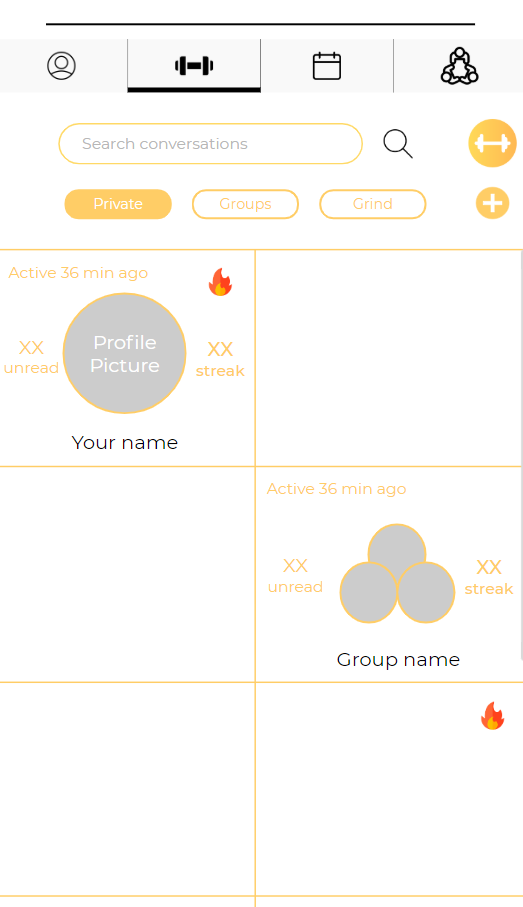 Search conversations
Private
Groups
Grind
Active 36 min ago
XX
unread
Profile
Picture
XX
streak
Your name
Active 36 min ago
XX
unread
XX
streak
Group name